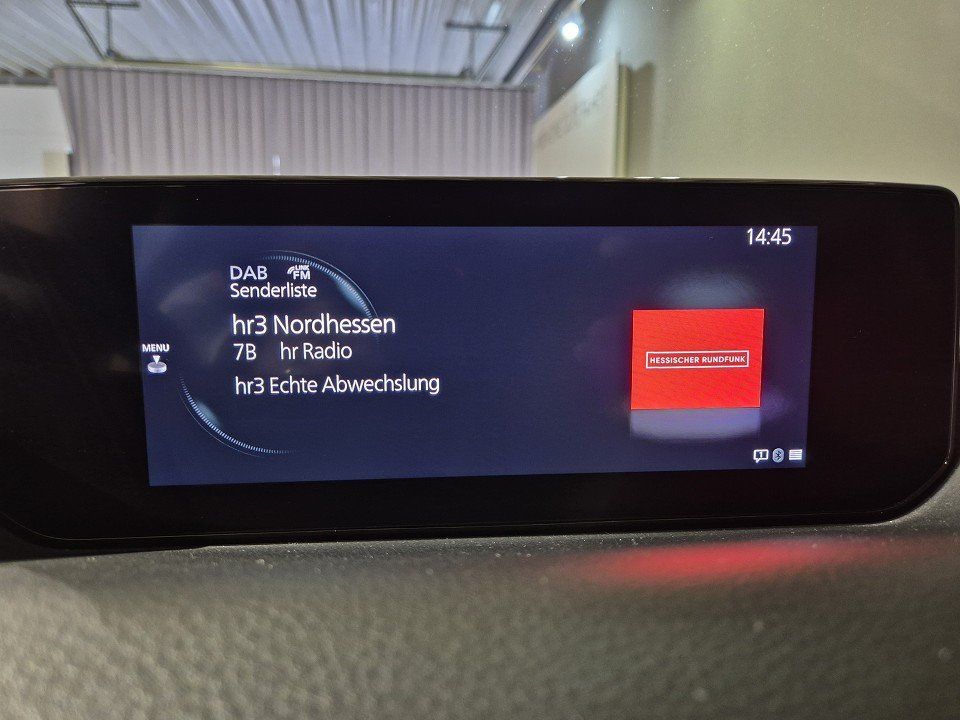 14:45
DAB LINK FM
Senderliste
hr3 Nordhessen
MENU
7B hr Radio
HESSISCHER RUNDFUNK
hr3 Echte Abwechslung